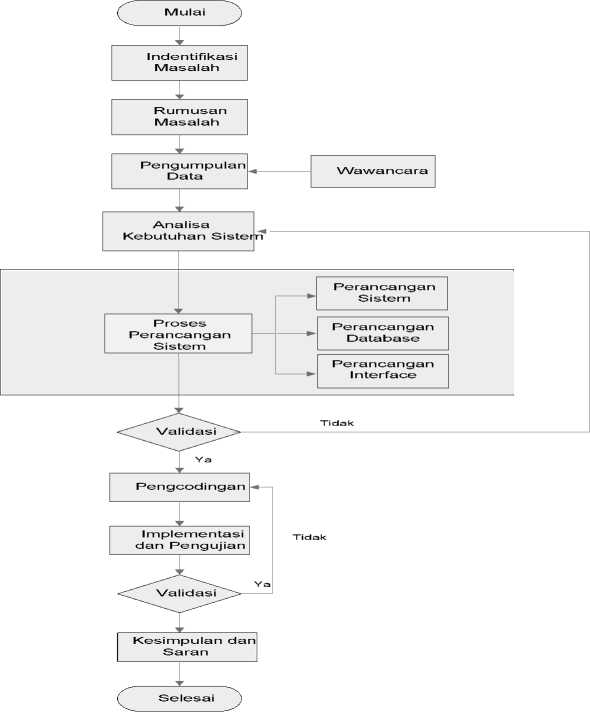 Mulai
Indentifikasi
Masalah
Rumusan
Masalah
Pengumpulan
Data
Wawancara
Analisa
Kebutuhan Sistem
Proses
Perancangan
Sistem
Perancangan
Sistem
Perancangan
Database
Perancangan
Interface
Validasi
Tidak
Ya
Pengcodingan
Implementasi
dan Pengujian
Tidak
Ya
Validasi
Kesimpulan dan
Saran
Selesai